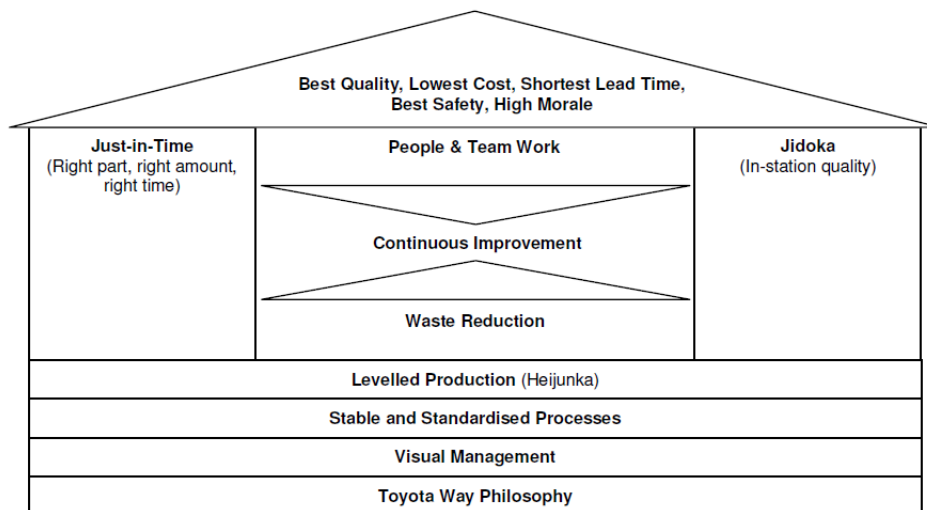 Best Quality, Lowest Cost, Shortest Lead Time,
Best Safety, High Morale
Just-in-Time
(Right part, right amount,
right time)
People & Team Work
Continuous Improvement
Waste Reduction
Jidoka
(In-station quality)
Levelled Production (Heijunka)
Stable and Standardised Processes
Visual Management
Toyota Way Philosophy